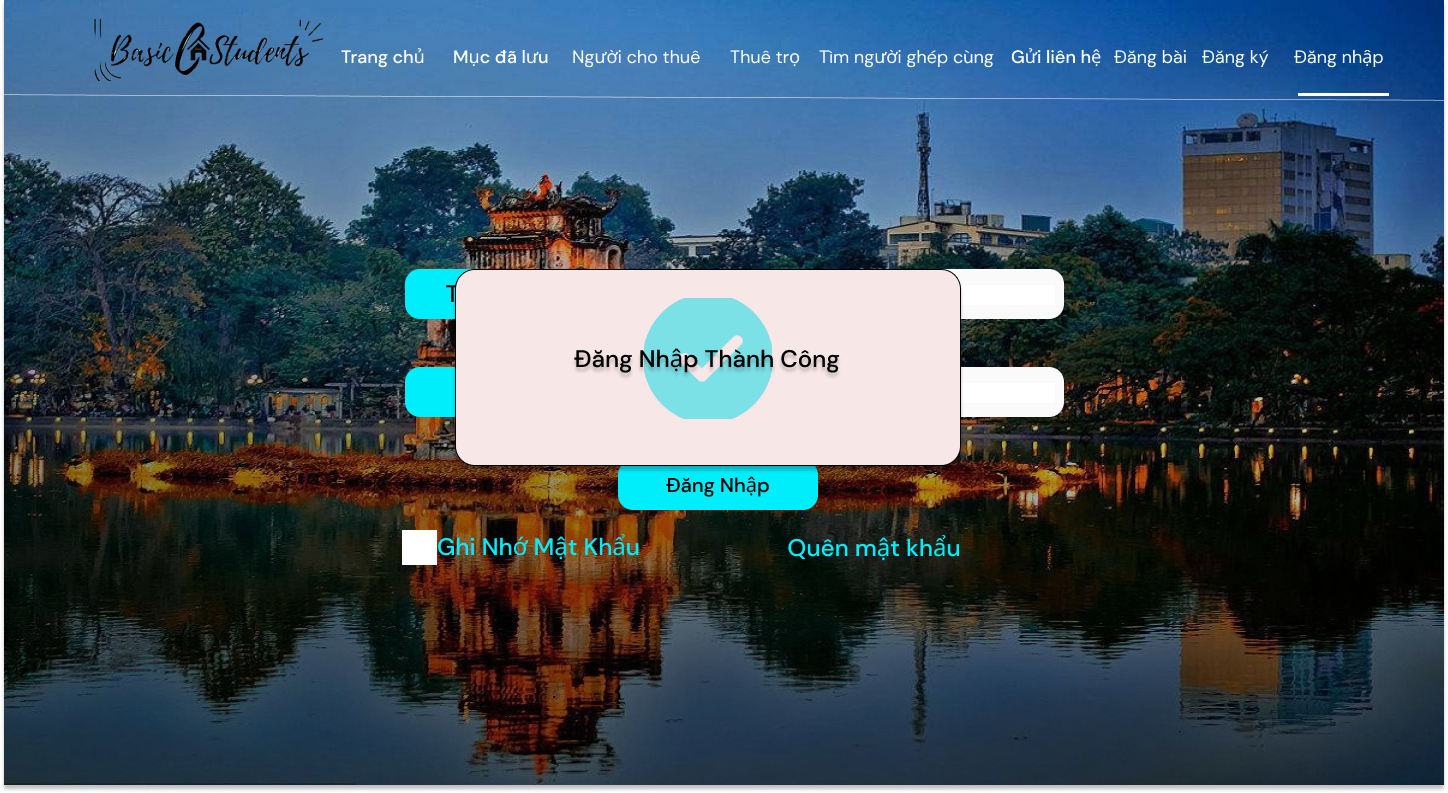 Basic Students
Trang chủ Mục đã lưu Người cho thuê Thuê trọ Tìm người ghép cùng Gửi liên hệ Đăng bài Đăng ký Đăng nhập
Đăng Nhập Thành Công
Đăng Nhập
Ghi Nhớ Mật Khẩu Quên mật khẩu